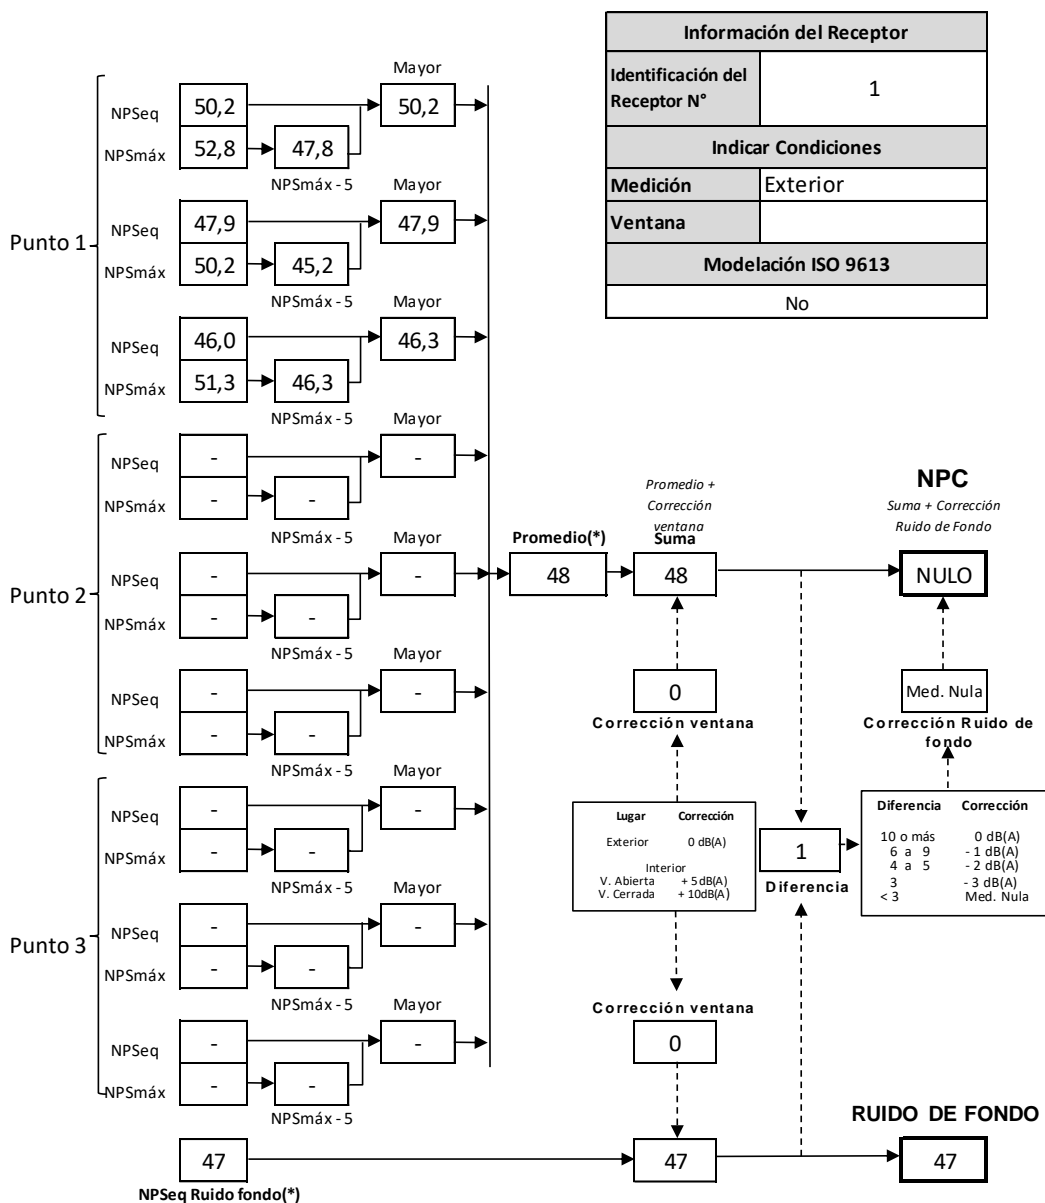 Información del Receptor
Identificación del Receptor N°
1
Indicar Condiciones
Medición
Exterior
Ventana
Modelación ISO 9613
No
Punto 1
Mayor
NPSeq
50,2
50,2
NPSmáx
52,8
47,8
NPSmáx - 5
Mayor
NPSeq
47,9
47,9
NPSmáx
50,2
45,2
NPSmáx - 5
Mayor
NPSeq
46,0
46,3
NPSmáx
51,3
46,3
NPSmáx - 5
Punto 2
Mayor
NPSeq
-
-
NPSmáx
-
-
NPSmáx - 5
Mayor
NPSeq
-
-
NPSmáx
-
-
NPSmáx - 5
Mayor
NPSeq
-
-
NPSmáx
-
-
NPSmáx - 5
Punto 3
Mayor
NPSeq
-
-
NPSmáx
-
-
NPSmáx - 5
Mayor
NPSeq
-
-
NPSmáx
-
-
NPSmáx - 5
Mayor
NPSeq
-
-
NPSmáx
-
-
NPSmáx - 5
Promedio(*)
48
Promedio +
Corrección
ventana
Suma
48
NPC
Suma + Corrección
Ruido de Fondo
NULO
0
Corrección ventana
Med. Nula
Corrección Ruido de
fondo
Lugar Corrección
Exterior 0 dB(A)
Interior
V. Abierta + 5dB(A)
V. Cerrada + 10dB(A)
1
Diferencia
Diferencia Corrección
10 o más 0 dB(A)
6 a 9 - 1 dB(A)
4 a 5 - 2 dB(A)
3 - 3 dB(A)
< 3 Med. Nula
Corrección ventana
0
RUIDO DE FONDO
47
47
47
NPSeq Ruido fondo(*)